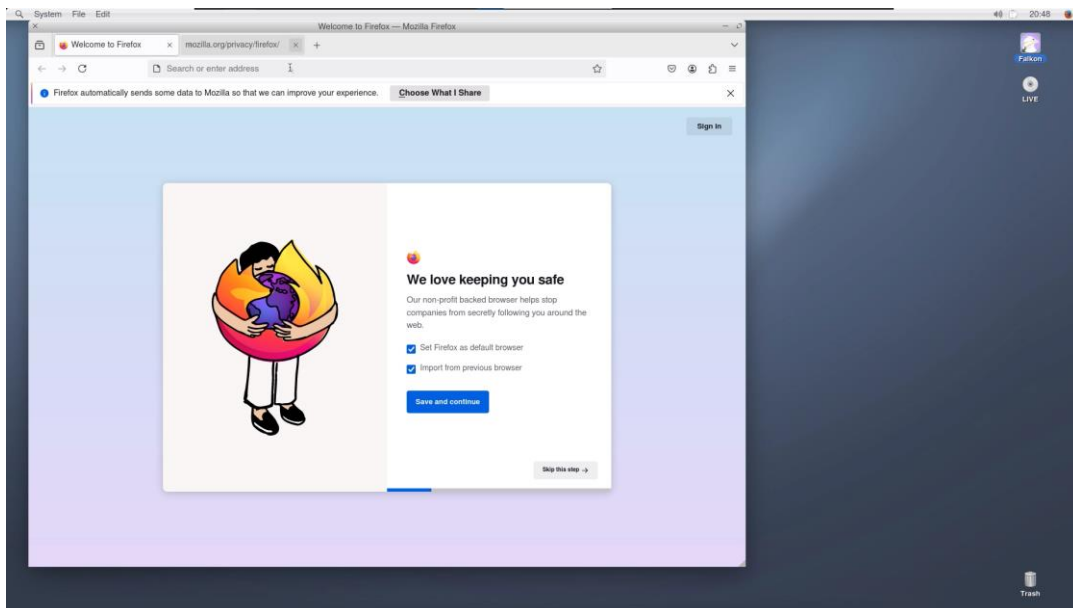 System File Edit
20:48
Welcome to Firefox — Mozilla Firefox
Welcome to Firefox
mozilla.org/privacy/firefox/
Search or enter address
Firefox automatically sends some data to Mozilla so that we can improve your experience.
Choose What I Share
Sign in
We love keeping you safe
Our non-profit backed browser helps stop
companies from secretly following you around the
web.
Set Firefox as default browser
Import from previous browser
Save and continue
Skip this step
Falkon
LIVE
Trash